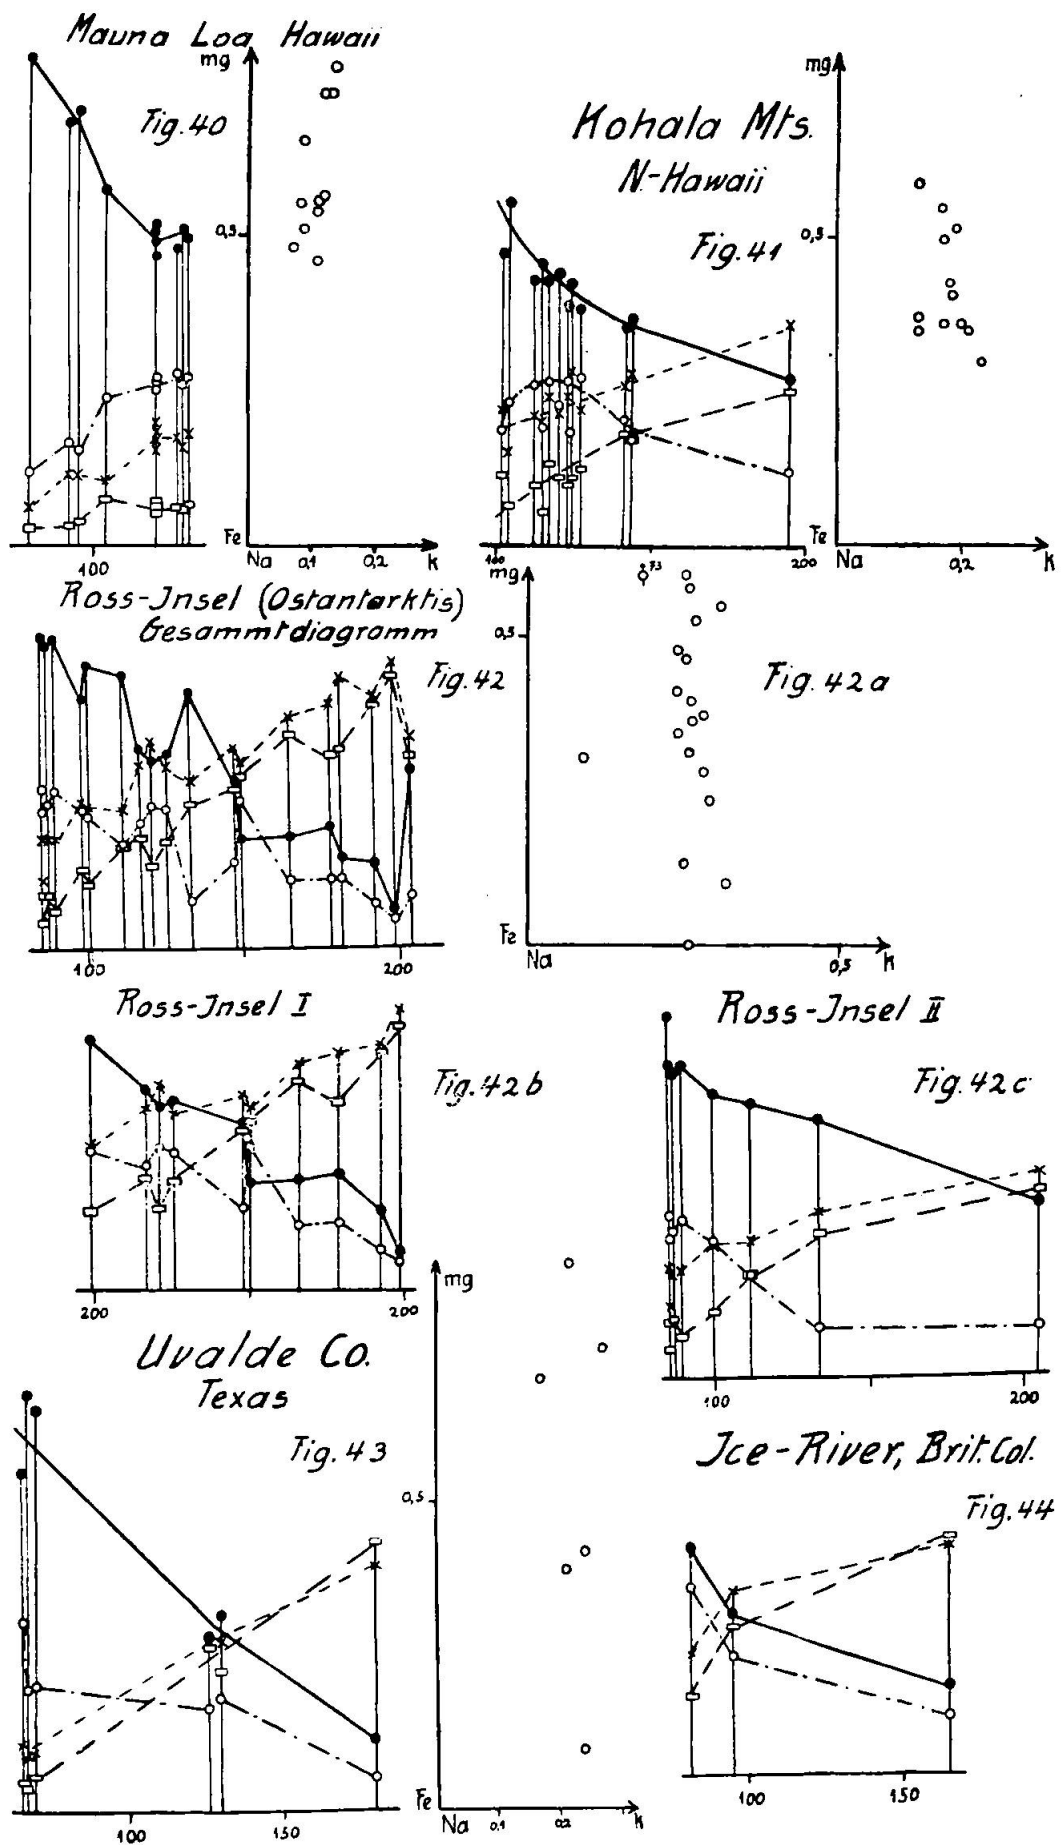 Mauna Loa Hawaii
mg
Fig. 40
0,5
Fe
Na 0,1 0,2 k
100
Kohala Mts.
N-Hawaii
mg
Fig. 41
0,5
Fe
Na 0,2 k
100 200
Ross-Insel (Ostantarktis)
Gesammtdiagramm
Fig. 42
100 200
mg
73
0,5
Fig. 42a
Fe
Na 0,5 k
Ross-Insel I
Fig. 42b
200 200
Ross-Insel II
Fig. 42c
100 200
Uvalde Co.
Texas
Fig. 43
100 150
mg
0,5
Fe
Na 0,1 0,2 k
Ice-River, Brit. Col.
Fig. 44
100 150